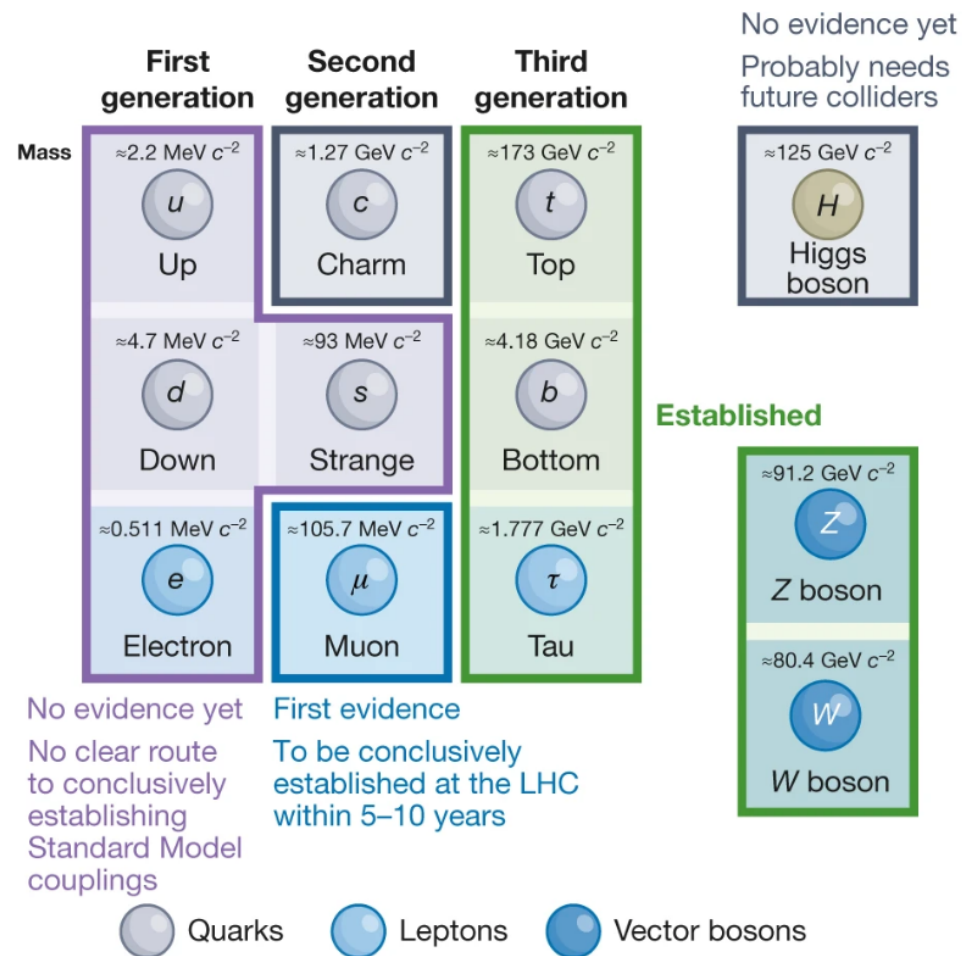 No evidence yet
Probably needs
future colliders
First
generation
Second
generation
Third
generation
Mass
≈2.2 MeV c⁻²
u
Up
≈1.27 GeV c⁻²
c
Charm
≈173 GeV c⁻²
t
Top
≈125 GeV c⁻²
H
Higgs
boson
≈4.7 MeV c⁻²
d
Down
≈93 MeV c⁻²
s
Strange
≈4.18 GeV c⁻²
b
Bottom
Established
≈91.2 GeV c⁻²
Z
Z boson
≈0.511 MeV c⁻²
e
Electron
≈105.7 MeV c⁻²
μ
Muon
≈1.777 GeV c⁻²
τ
Tau
≈80.4 GeV c⁻²
W
W boson
No evidence yet
No clear route
to conclusively
establishing
Standard Model
couplings
First evidence
To be conclusively
established at the LHC
within 5–10 years
Quarks
Leptons
Vector bosons